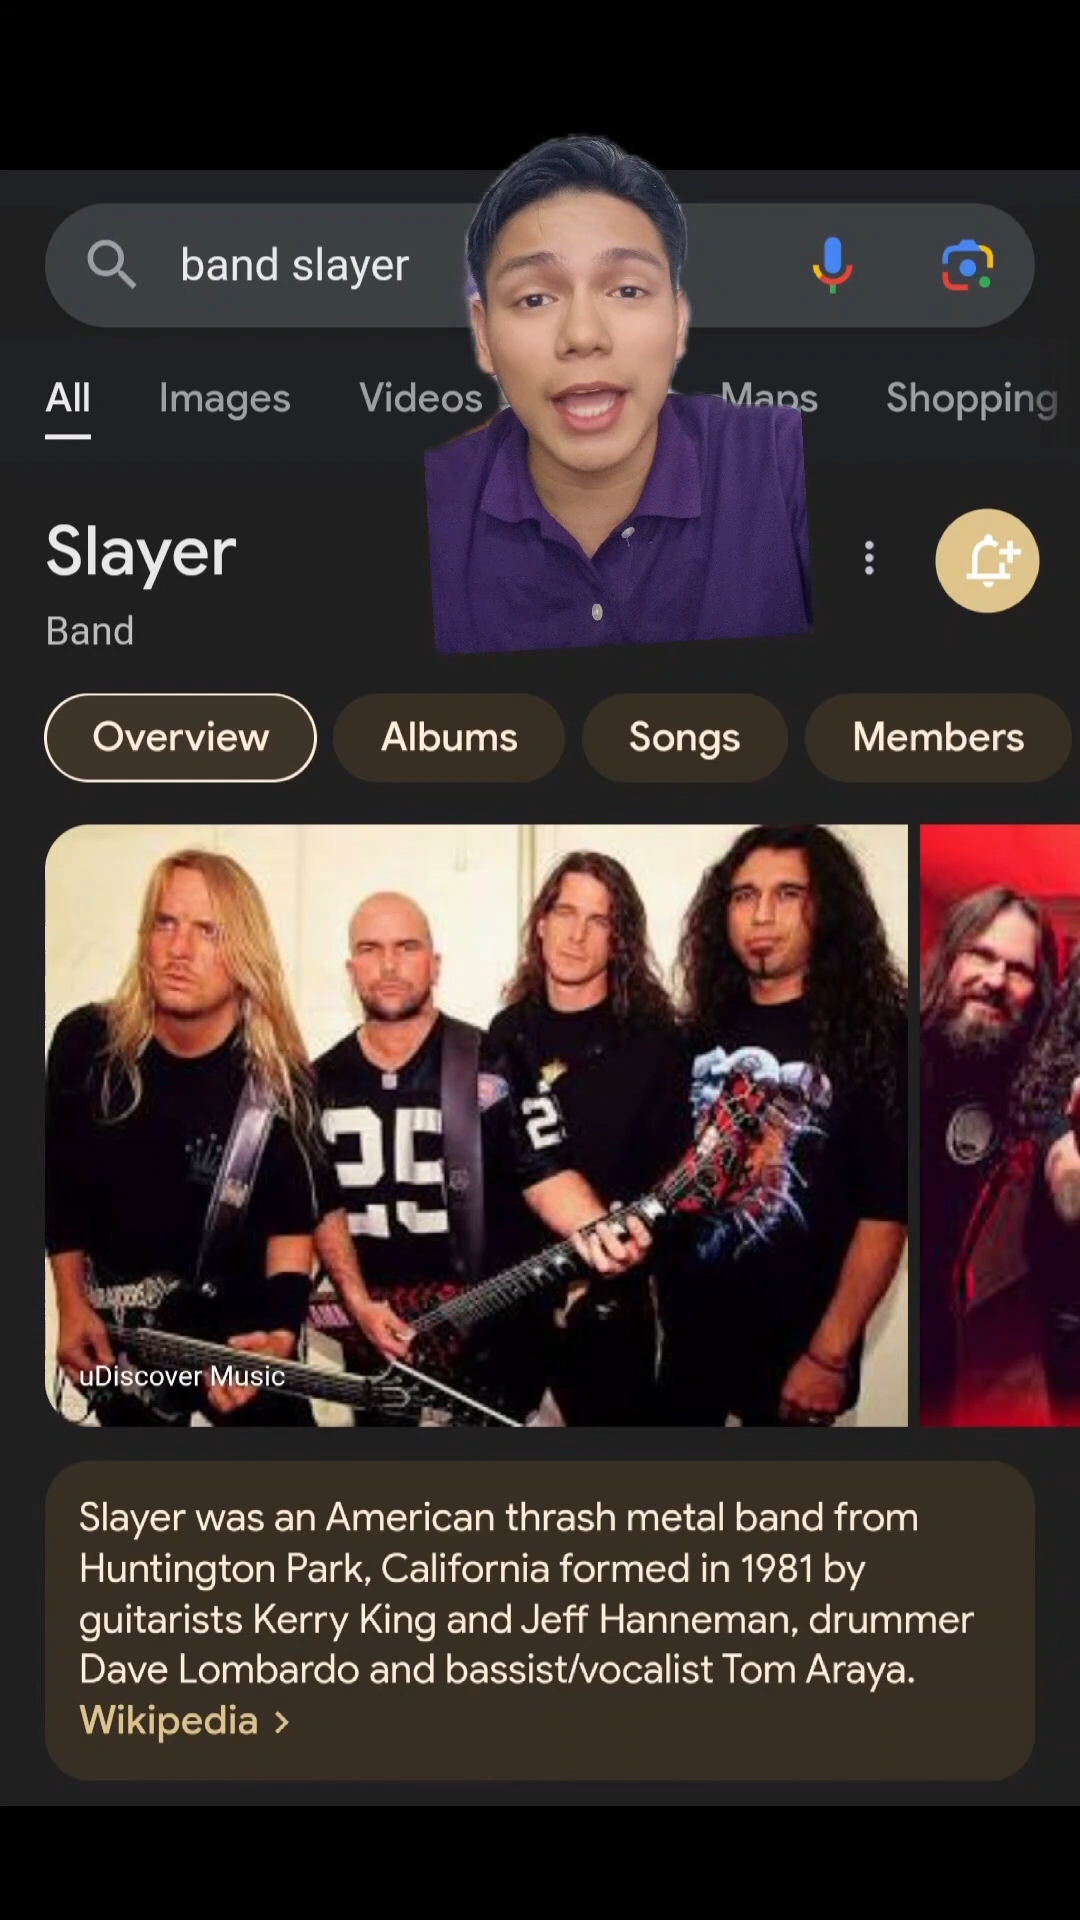 band slayer
All Images Videos Maps Shopping
Slayer
Band
Overview Albums Songs Members
25
2
uDiscover Music
Slayer was an American thrash metal band from
Huntington Park, California formed in 1981 by
guitarists Kerry King and Jeff Hanneman, drummer
Dave Lombardo and bassist/vocalist Tom Araya.
Wikipedia >